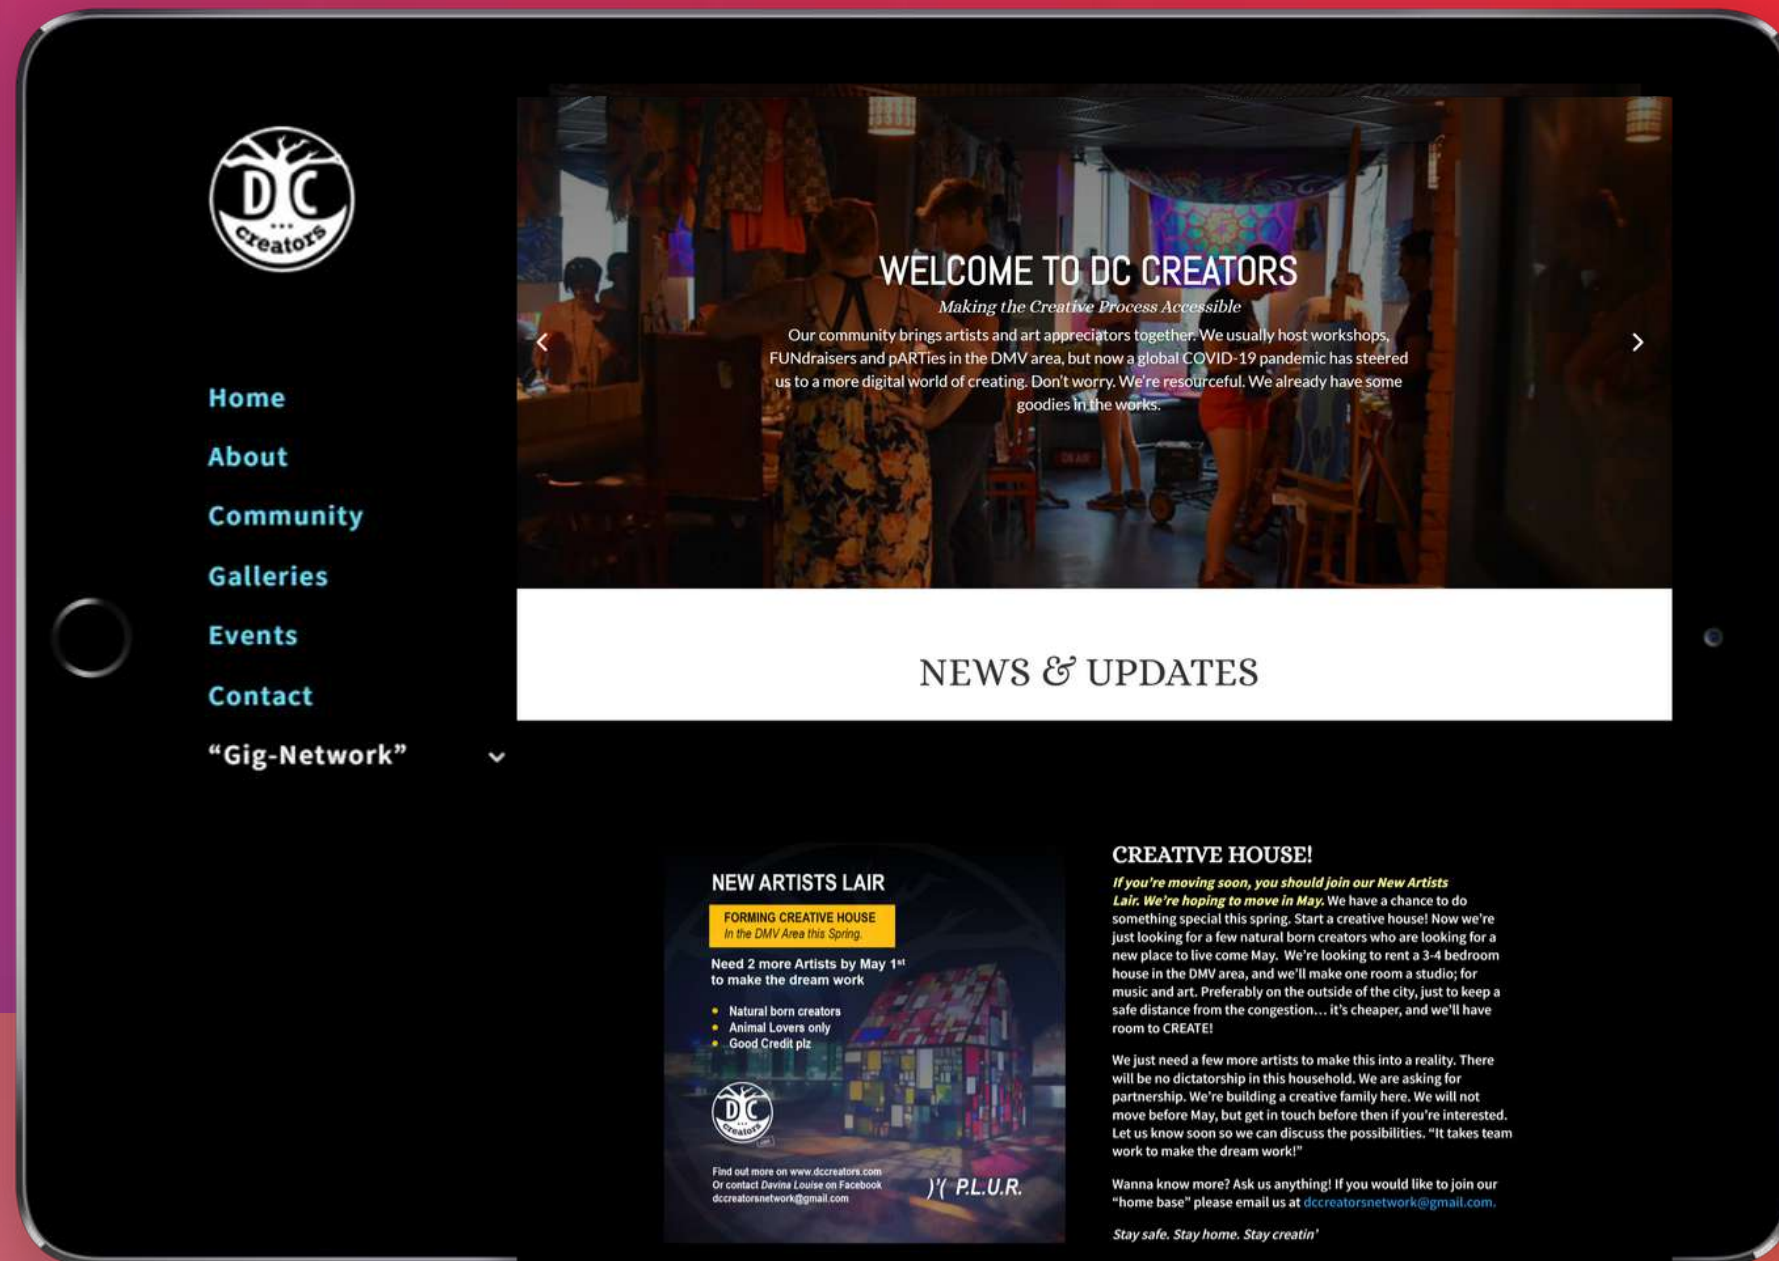 DC
creators
Home
About
Community
Galleries
Events
Contact
“Gig-Network”
WELCOME TO DC CREATORS
Making the Creative Process Accessible
Our community brings artists and art appreciators together. We usually host workshops,
FUNdraisers and pARTies in the DMV area, but now a global COVID-19 pandemic has steered
us to a more digital world of creating. Don't worry. We're resourceful. We already have some
goodies in the works.
ON AIR
NEWS & UPDATES
NEW ARTISTS LAIR
FORMING CREATIVE HOUSE
In the DMV Area this Spring.
Need 2 more Artists by May 1st
to make the dream work
• Natural born creators
• Animal Lovers only
• Good Credit plz
DC
creators
.com
Find out more on www.dccreators.com
Or contact Davina Louise on Facebook
dccreatorsnetwork@gmail.com
)'( P.L.U.R.
CREATIVE HOUSE!
If you're moving soon, you should join our New Artists
Lair. We're hoping to move in May. We have a chance to do
something special this spring. Start a creative house! Now we're
just looking for a few natural born creators who are looking for a
new place to live come May.  We're looking to rent a 3-4 bedroom
house in the DMV area, and we'll make one room a studio; for
music and art. Preferably on the outside of the city, just to keep a
safe distance from the congestion… it's cheaper, and we'll have
room to CREATE!
We just need a few more artists to make this into a reality. There
will be no dictatorship in this household. We are asking for
partnership. We're building a creative family here. We will not
move before May, but get in touch before then if you're interested.
Let us know soon so we can discuss the possibilities. “It takes team
work to make the dream work!”
Wanna know more? Ask us anything! If you would like to join our
“home base” please email us at dccreatorsnetwork@gmail.com.
Stay safe. Stay home. Stay creatin'